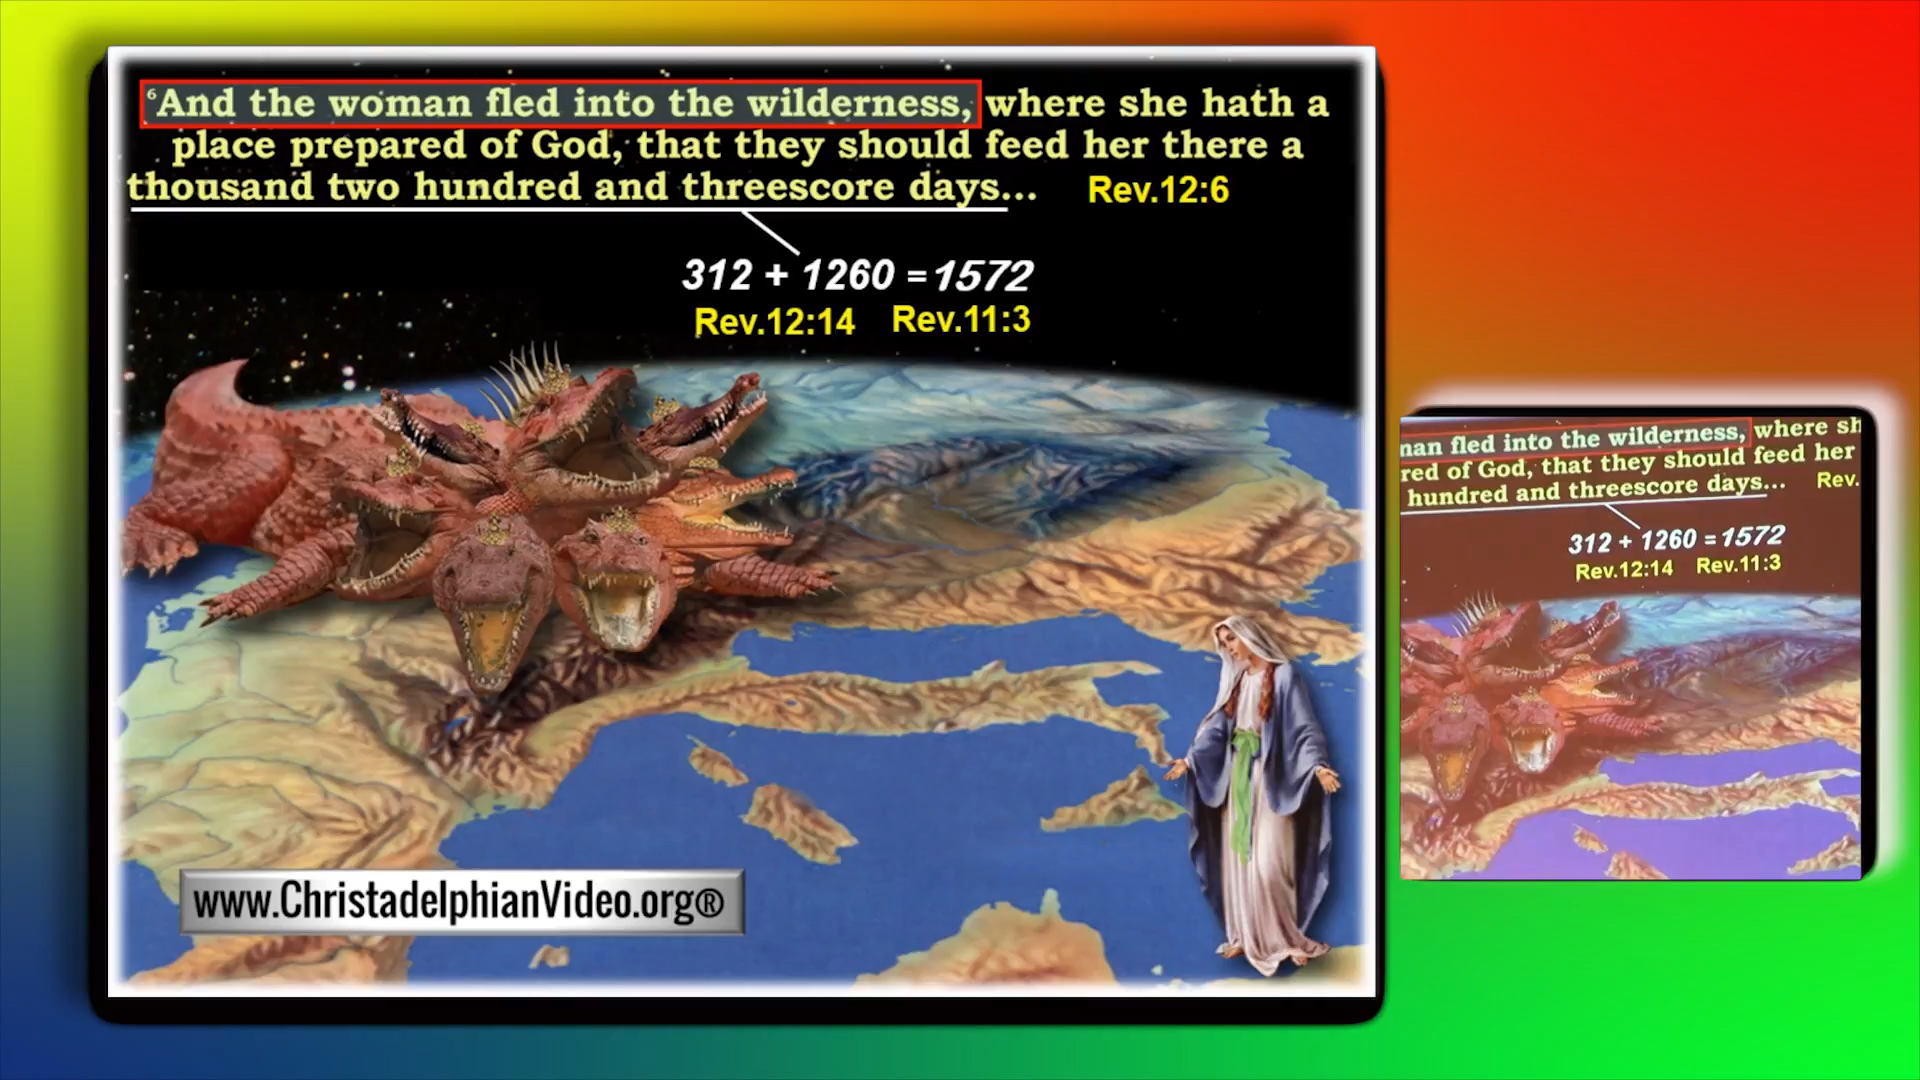 ⁶And the woman fled into the wilderness, where she hath a
place prepared of God, that they should feed her there a
thousand two hundred and threescore days... Rev.12:6
312 + 1260 = 1572
Rev.12:14 Rev.11:3
www.ChristadelphianVideo.org®
man fled into the wilderness, where sh
red of God, that they should feed her
hundred and threescore days... Rev.
312 + 1260 = 1572
Rev.12:14 Rev.11:3